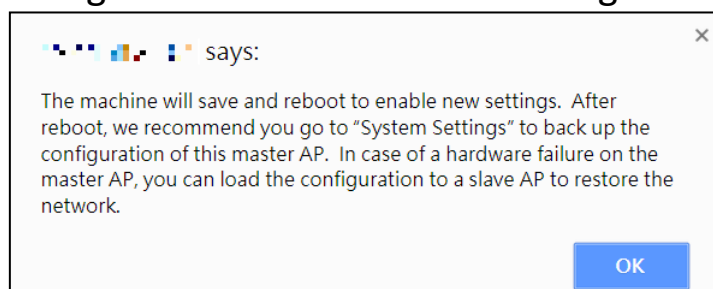 says:
The machine will save and reboot to enable new settings.  After
reboot, we recommend you go to “System Settings” to back up the
configuration of this master AP.  In case of a hardware failure on the
master AP, you can load the configuration to a slave AP to restore the
network.
OK